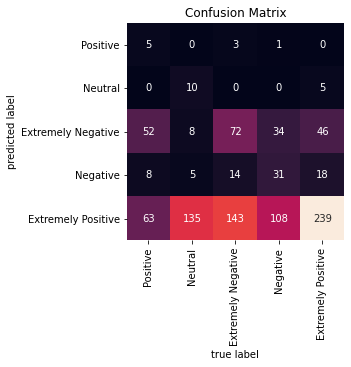 Confusion Matrix
predicted label
Positive 5 0 3 1 0
Neutral 0 10 0 0 5
Extremely Negative 52 8 72 34 46
Negative 8 5 14 31 18
Extremely Positive 63 135 143 108 239
Positive
Neutral
Extremely Negative
Negative
Extremely Positive
true label